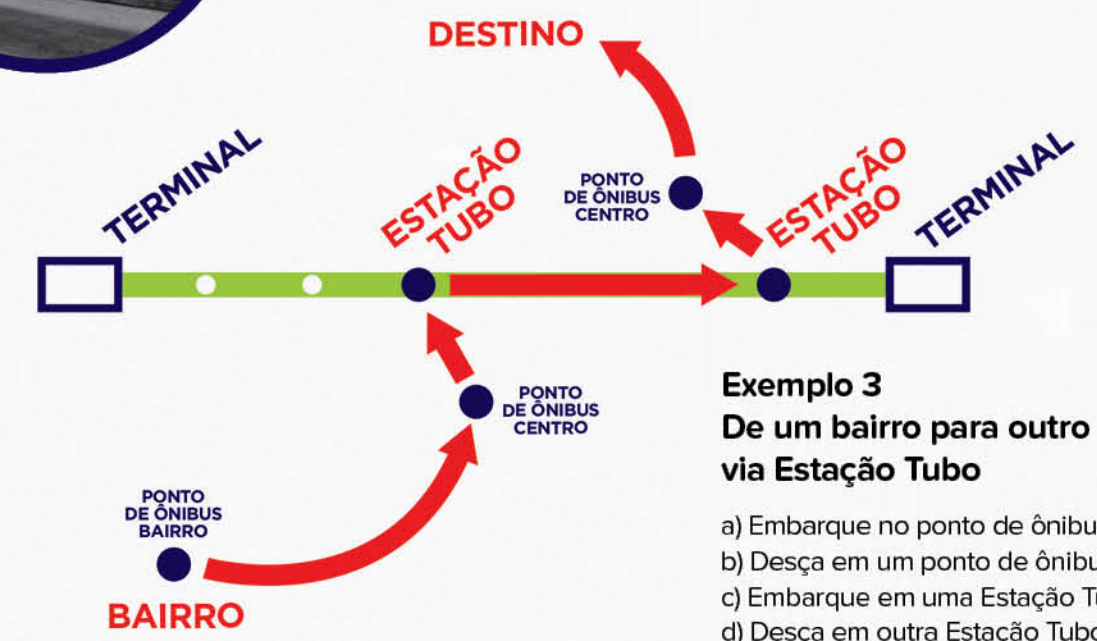 DESTINO
TERMINAL
ESTAÇÃO
TUBO
PONTO
DE ÔNIBUS
CENTRO
ESTAÇÃO
TUBO
TERMINAL
PONTO
DE ÔNIBUS
CENTRO
PONTO
DE ÔNIBUS
BAIRRO
BAIRRO
Exemplo 3
De um bairro para outro
via Estação Tubo
a) Embarque no ponto de
b) Desça em um ponto de
c) Embarque em uma Estação
d) Desça em outra Estação Tubo